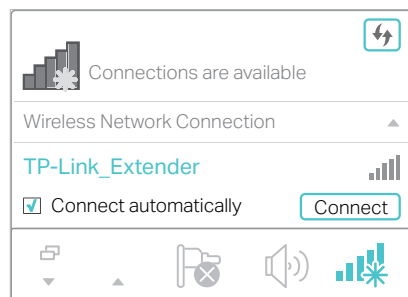 Connections are available
Wireless Network Connection
TP-Link_Extender
Connect automatically
Connect